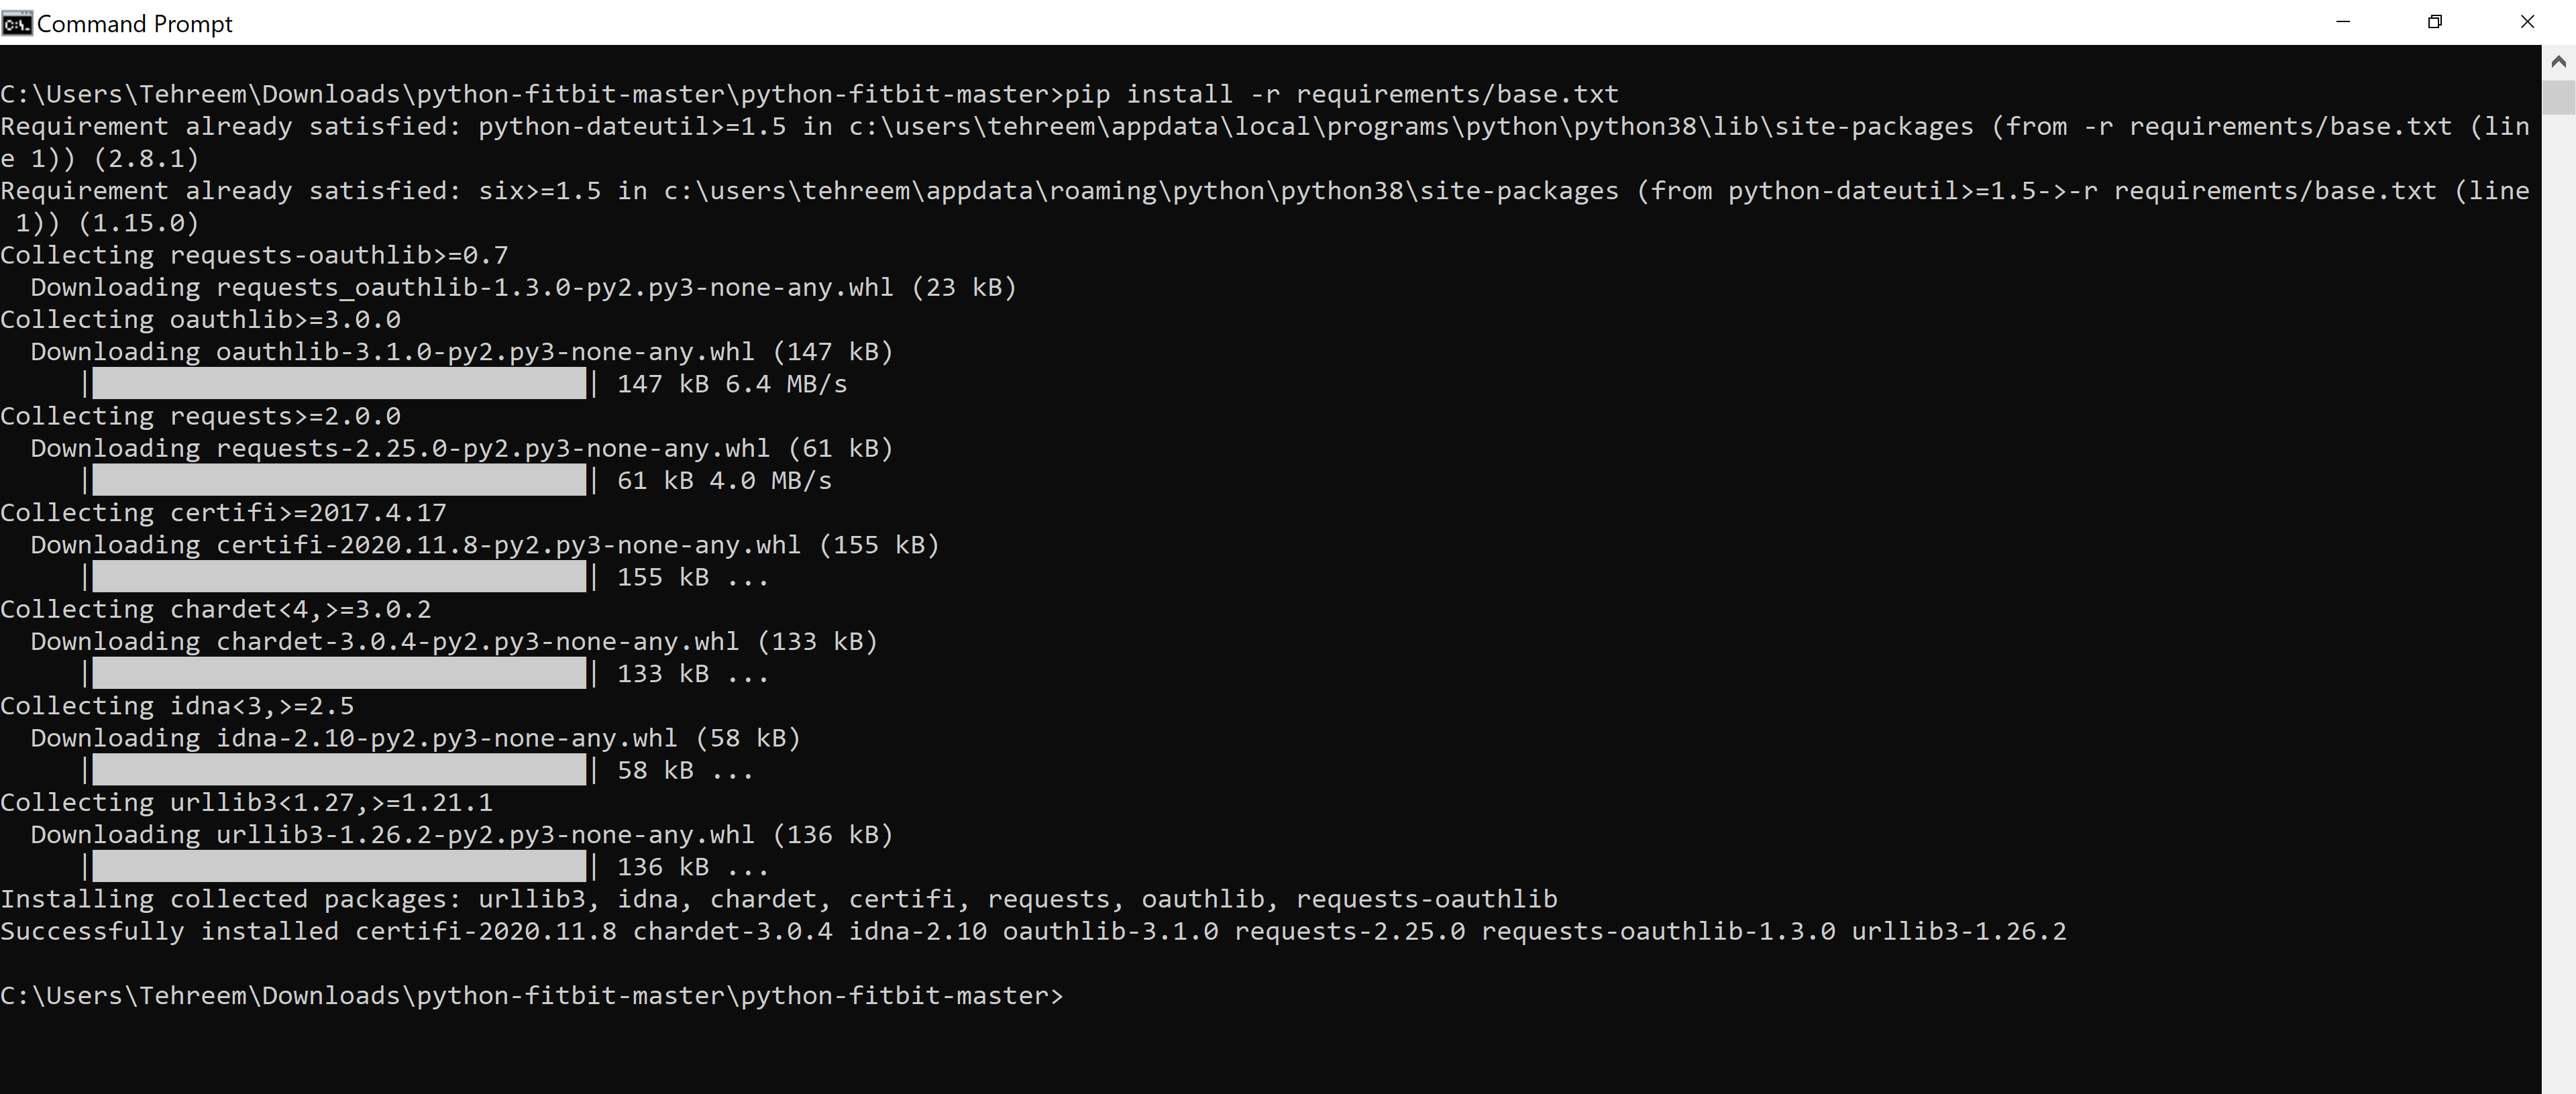 Command Prompt
C:\Users\Tehreem\Downloads\python-fitbit-master\python-fitbit-master>pip install -r requirements/base.txt
Requirement already satisfied: python-dateutil>=1.5 in c:\users\tehreem\appdata\local\programs\python\python38\lib\site-packages (from -r requirements/base.txt (lin
e 1)) (2.8.1)
Requirement already satisfied: six>=1.5 in c:\users\tehreem\appdata\roaming\python\python38\site-packages (from python-dateutil>=1.5->-r requirements/base.txt (line
 1)) (1.15.0)
Collecting requests-oauthlib>=0.7
  Downloading requests_oauthlib-1.3.0-py2.py3-none-any.whl (23 kB)
Collecting oauthlib>=3.0.0
  Downloading oauthlib-3.1.0-py2.py3-none-any.whl (147 kB)
     |████████████████████████████████| 147 kB 6.4 MB/s
Collecting requests>=2.0.0
  Downloading requests-2.25.0-py2.py3-none-any.whl (61 kB)
     |████████████████████████████████| 61 kB 4.0 MB/s
Collecting certifi>=2017.4.17
  Downloading certifi-2020.11.8-py2.py3-none-any.whl (155 kB)
     |████████████████████████████████| 155 kB ...
Collecting chardet<4,>=3.0.2
  Downloading chardet-3.0.4-py2.py3-none-any.whl (133 kB)
     |████████████████████████████████| 133 kB ...
Collecting idna<3,>=2.5
  Downloading idna-2.10-py2.py3-none-any.whl (58 kB)
     |████████████████████████████████| 58 kB ...
Collecting urllib3<1.27,>=1.21.1
  Downloading urllib3-1.26.2-py2.py3-none-any.whl (136 kB)
     |████████████████████████████████| 136 kB ...
Installing collected packages: urllib3, idna, chardet, certifi, requests, oauthlib, requests-oauthlib
Successfully installed certifi-2020.11.8 chardet-3.0.4 idna-2.10 oauthlib-3.1.0 requests-2.25.0 requests-oauthlib-1.3.0 urllib3-1.26.2
C:\Users\Tehreem\Downloads\python-fitbit-master\python-fitbit-master>